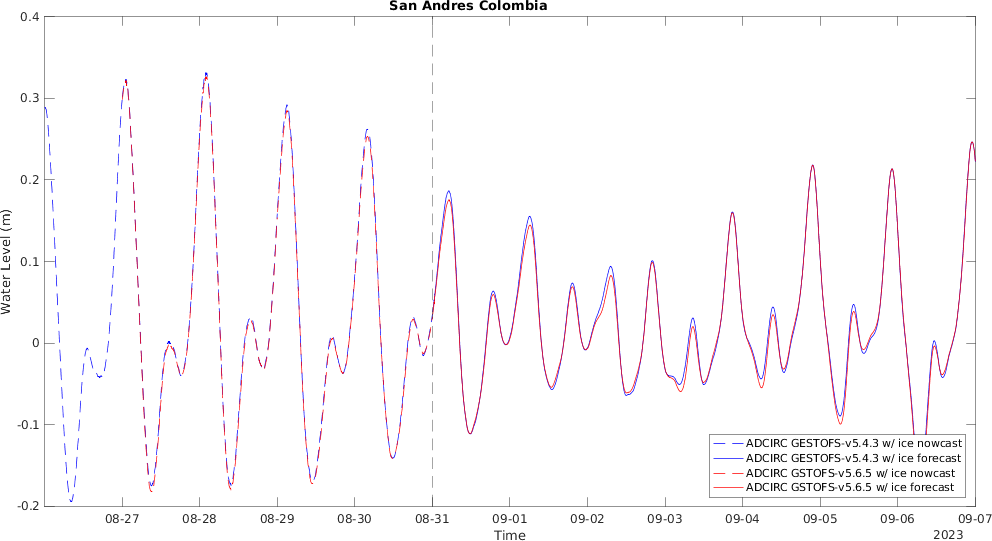 San Andres Colombia
0.4
0.3
0.2
0.1
0
-0.1
-0.2
Water Level (m)
ADCIRC GESTOFS-v5.4.3 w/ ice nowcast
ADCIRC GESTOFS-v5.4.3 w/ ice forecast
ADCIRC GSTOFS-v5.6.5 w/ ice nowcast
ADCIRC GSTOFS-v5.6.5 w/ ice forecast
08-27 08-28 08-29 08-30 08-31 09-01 09-02 09-03 09-04 09-05 09-06 09-07
Time
2023